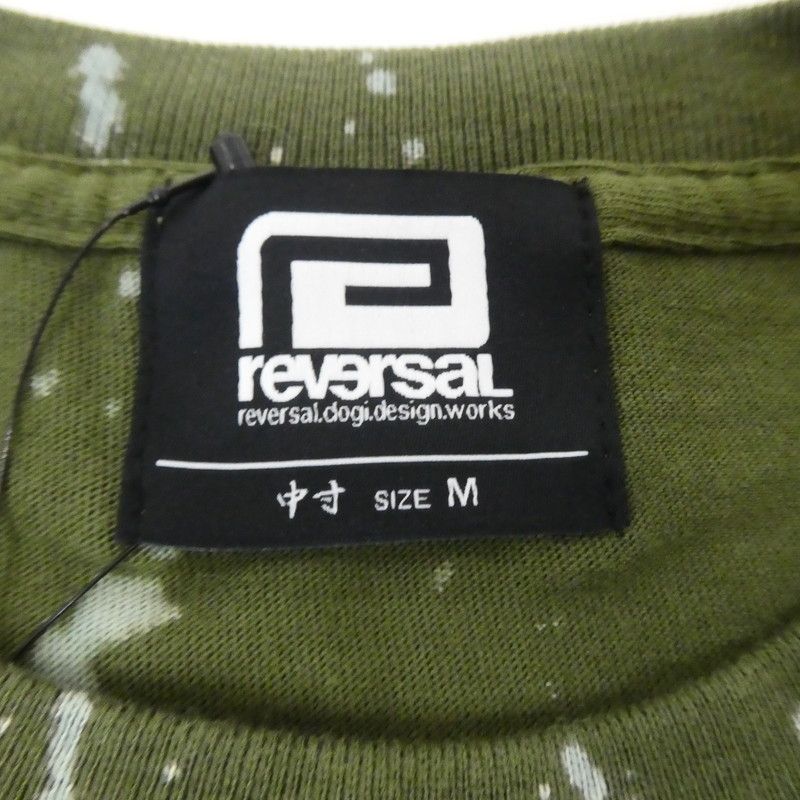 reversal
reversal.dogi.design.works
中寸 SIZE M